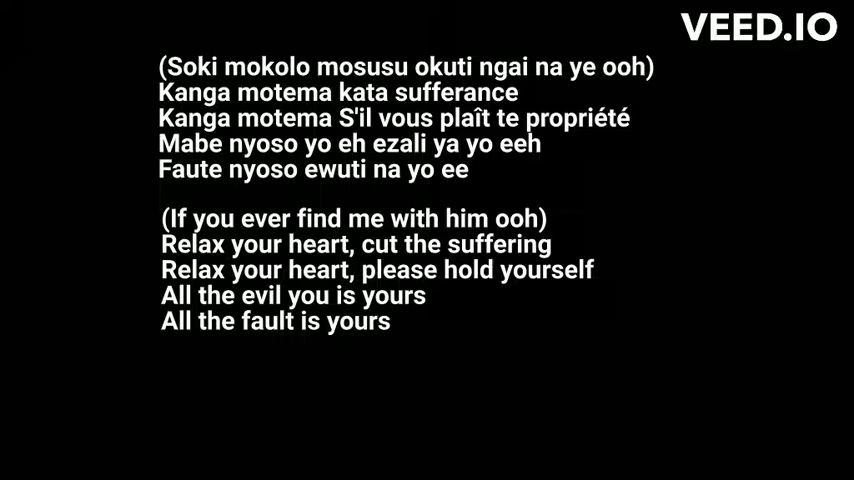 VEED.IO
(Soki mokolo mosusu okuti ngai na ye ooh)
Kanga motema kata sufferance
Kanga motema S'il vous plaît te propriété
Mabe nyoso yo eh ezali ya yo eeh
Faute nyoso ewuti na yo ee
(If you ever find me with him ooh)
Relax your heart, cut the suffering
Relax your heart, please hold yourself
All the evil you is yours
All the fault is yours